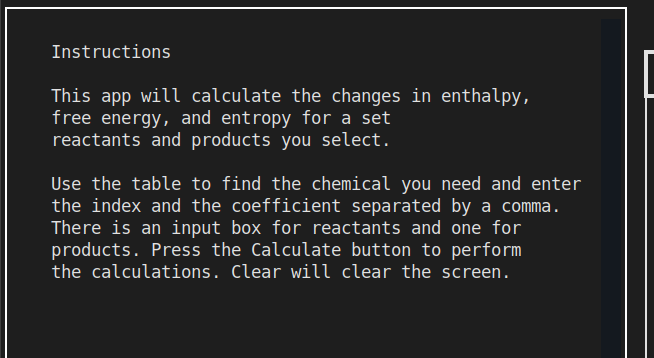 Instructions
This app will calculate the changes in enthalpy,
free energy, and entropy for a set
reactants and products you select.
Use the table to find the chemical you need and enter
the index and the coefficient separated by a comma.
There is an input box for reactants and one for
products. Press the Calculate button to perform
the calculations. Clear will clear the screen.